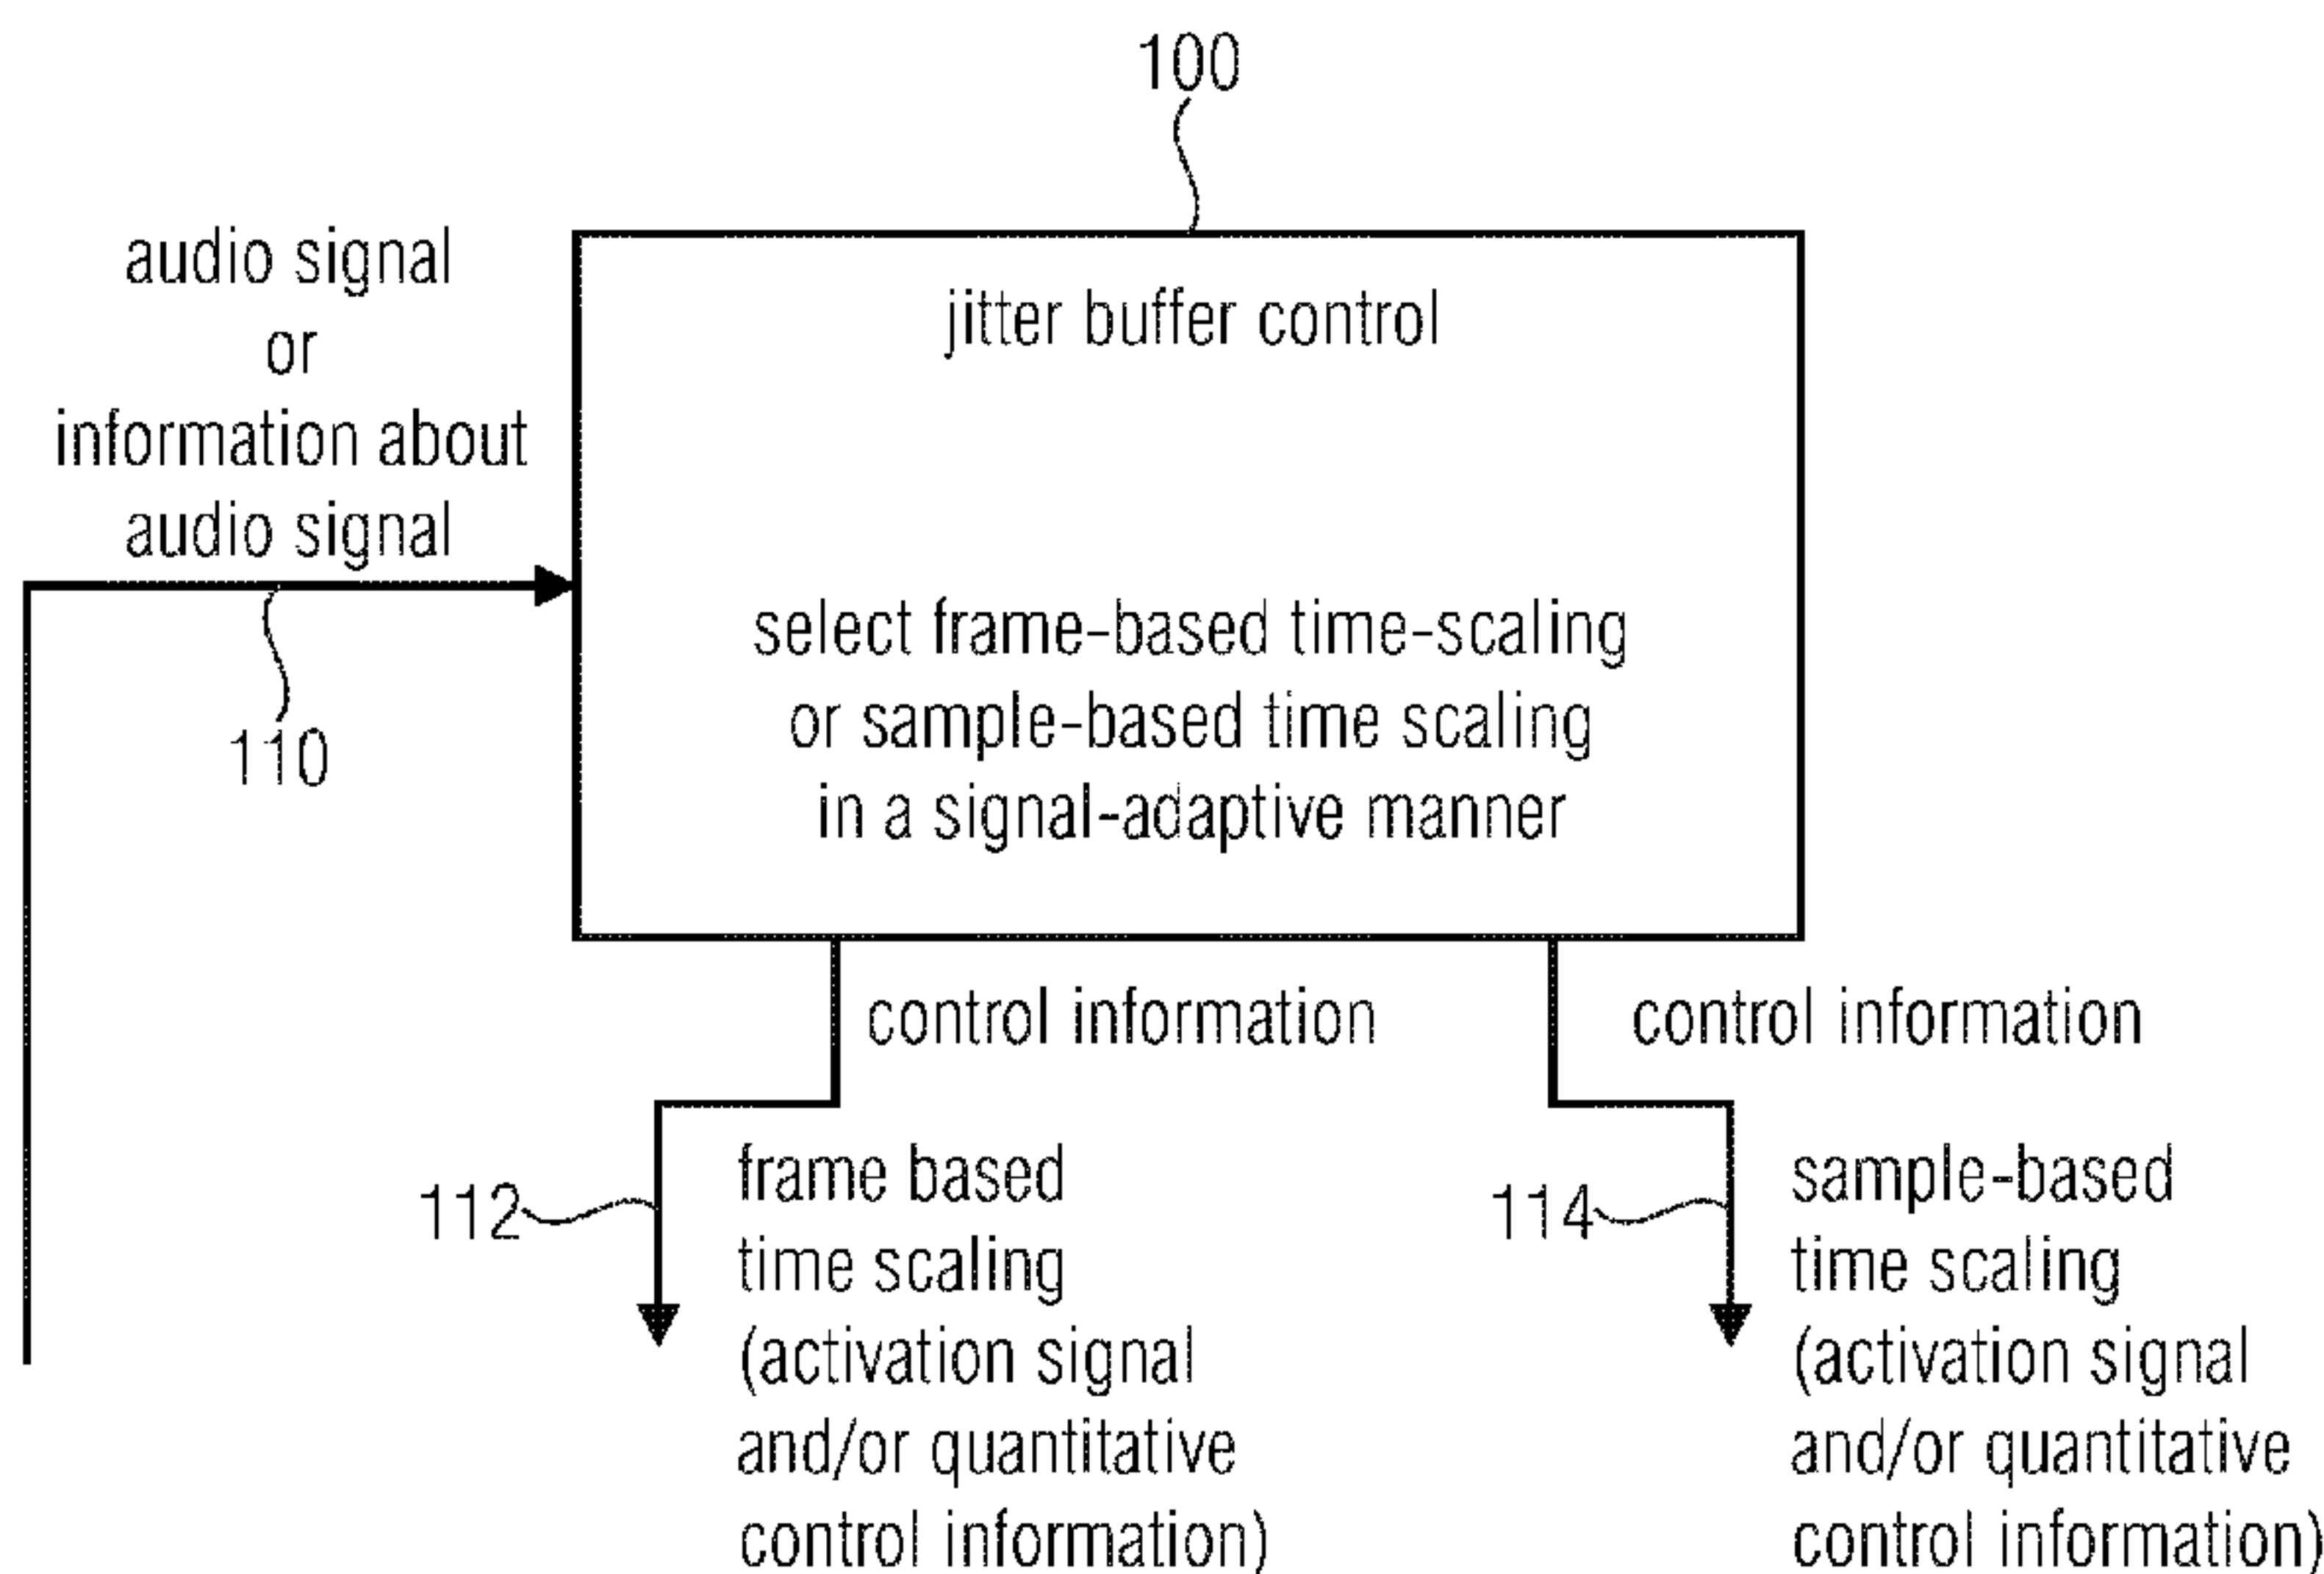 100
audio signal
or
information about
audio signal
110
jitter buffer control
select frame-based time-scaling
or sample-based time scaling
in a signal-adaptive manner
control information
control information
112
frame based
time scaling
(activation signal
and/or quantitative
control information)
114
sample-based
time scaling
(activation signal
and/or quantitative
control information)